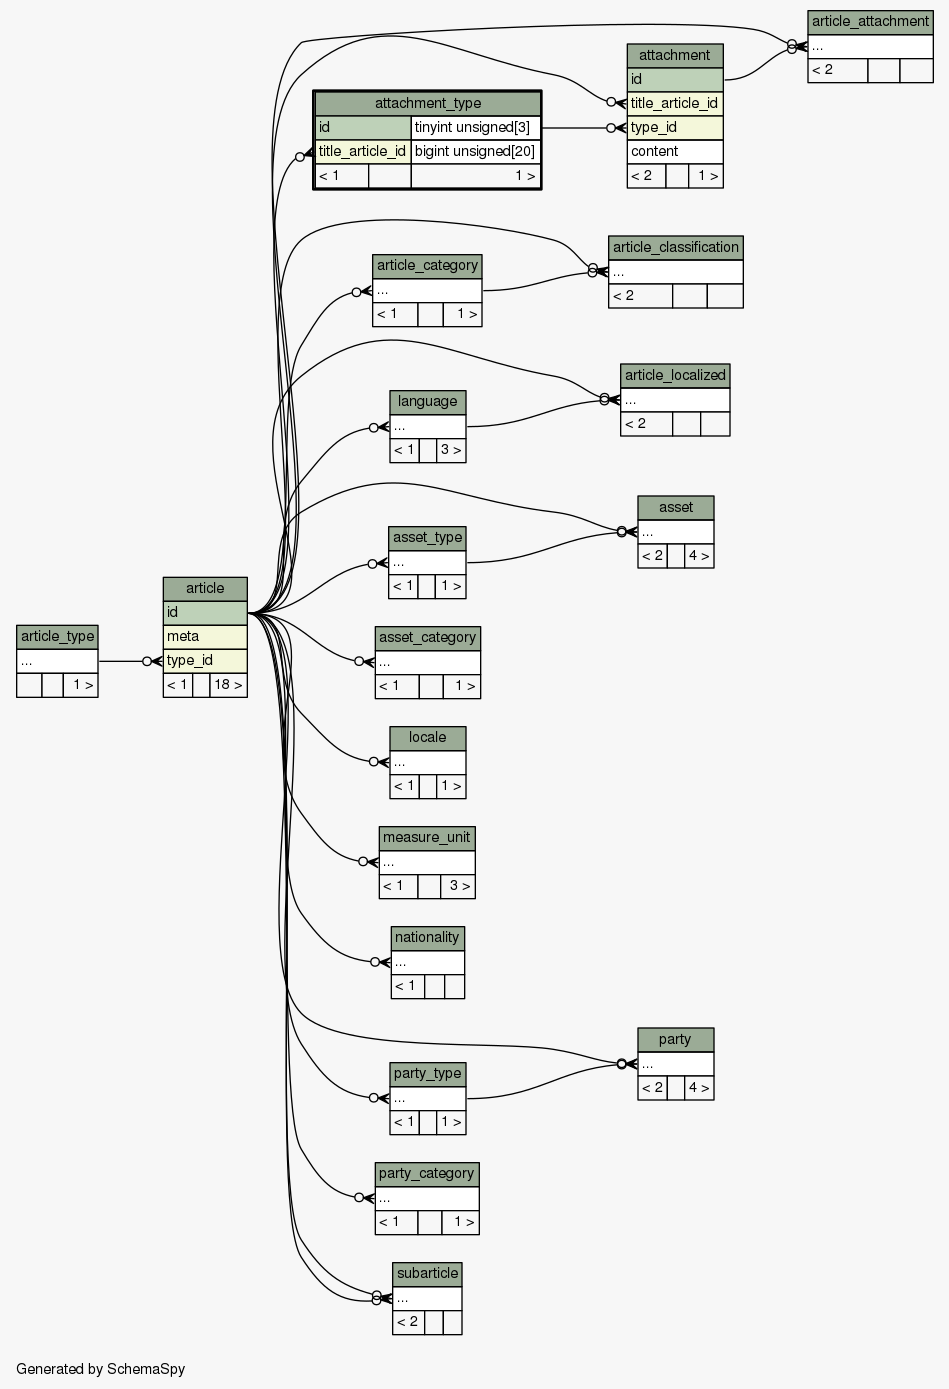 article_attachment
...
< 2
attachment
id
title_article_id
type_id
content
< 2 1 >
attachment_type
id tinyint unsigned[3]
title_article_id bigint unsigned[20]
< 1 1 >
article_classification
...
< 2
article_category
...
< 1 1 >
article_localized
...
< 2
language
...
< 1 3 >
asset
...
< 2 4 >
asset_type
...
< 1 1 >
article
id
meta
type_id
< 1 18 >
article_type
...
1 >
asset_category
...
< 1 1 >
locale
...
< 1 1 >
measure_unit
...
< 1 3 >
nationality
...
< 1
party
...
< 2 4 >
party_type
...
< 1 1 >
party_category
...
< 1 1 >
subarticle
...
< 2
Generated by SchemaSpy